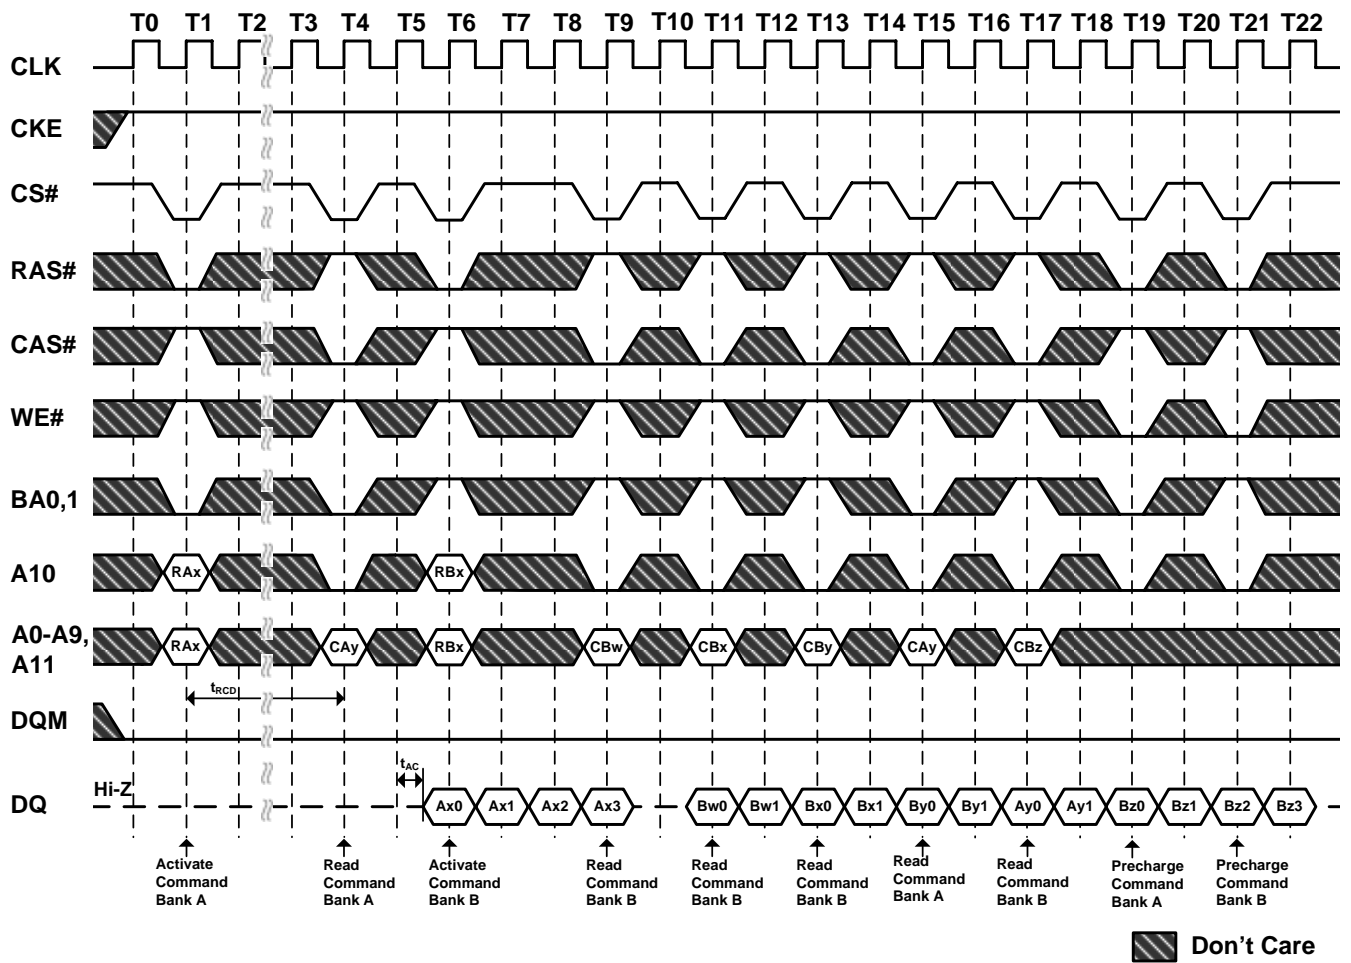 T0 T1 T2 T3 T4 T5 T6 T7 T8 T9 T10 T11 T12 T13 T14 T15 T16 T17 T18 T19 T20 T21 T22
CLK
CKE
CS#
RAS#
CAS#
WE#
BA0,1
A10 RAx RBx
A0-A9,
A11
RAx CAy RBx CBw CBx CBy CAy CBz
tRCD
DQM
tAC
Hi-Z
DQ
Ax0 Ax1 Ax2 Ax3 Bw0 Bw1 Bx0 Bx1 By0 By1 Ay0 Ay1 Bz0 Bz1 Bz2 Bz3
Activate
Command
Bank A
Read
Command
Bank A
Activate
Command
Bank B
Read
Command
Bank B
Read
Command
Bank B
Read
Command
Bank B
Read
Command
Bank A
Read
Command
Bank B
Precharge
Command
Bank A
Precharge
Command
Bank B
Don't Care